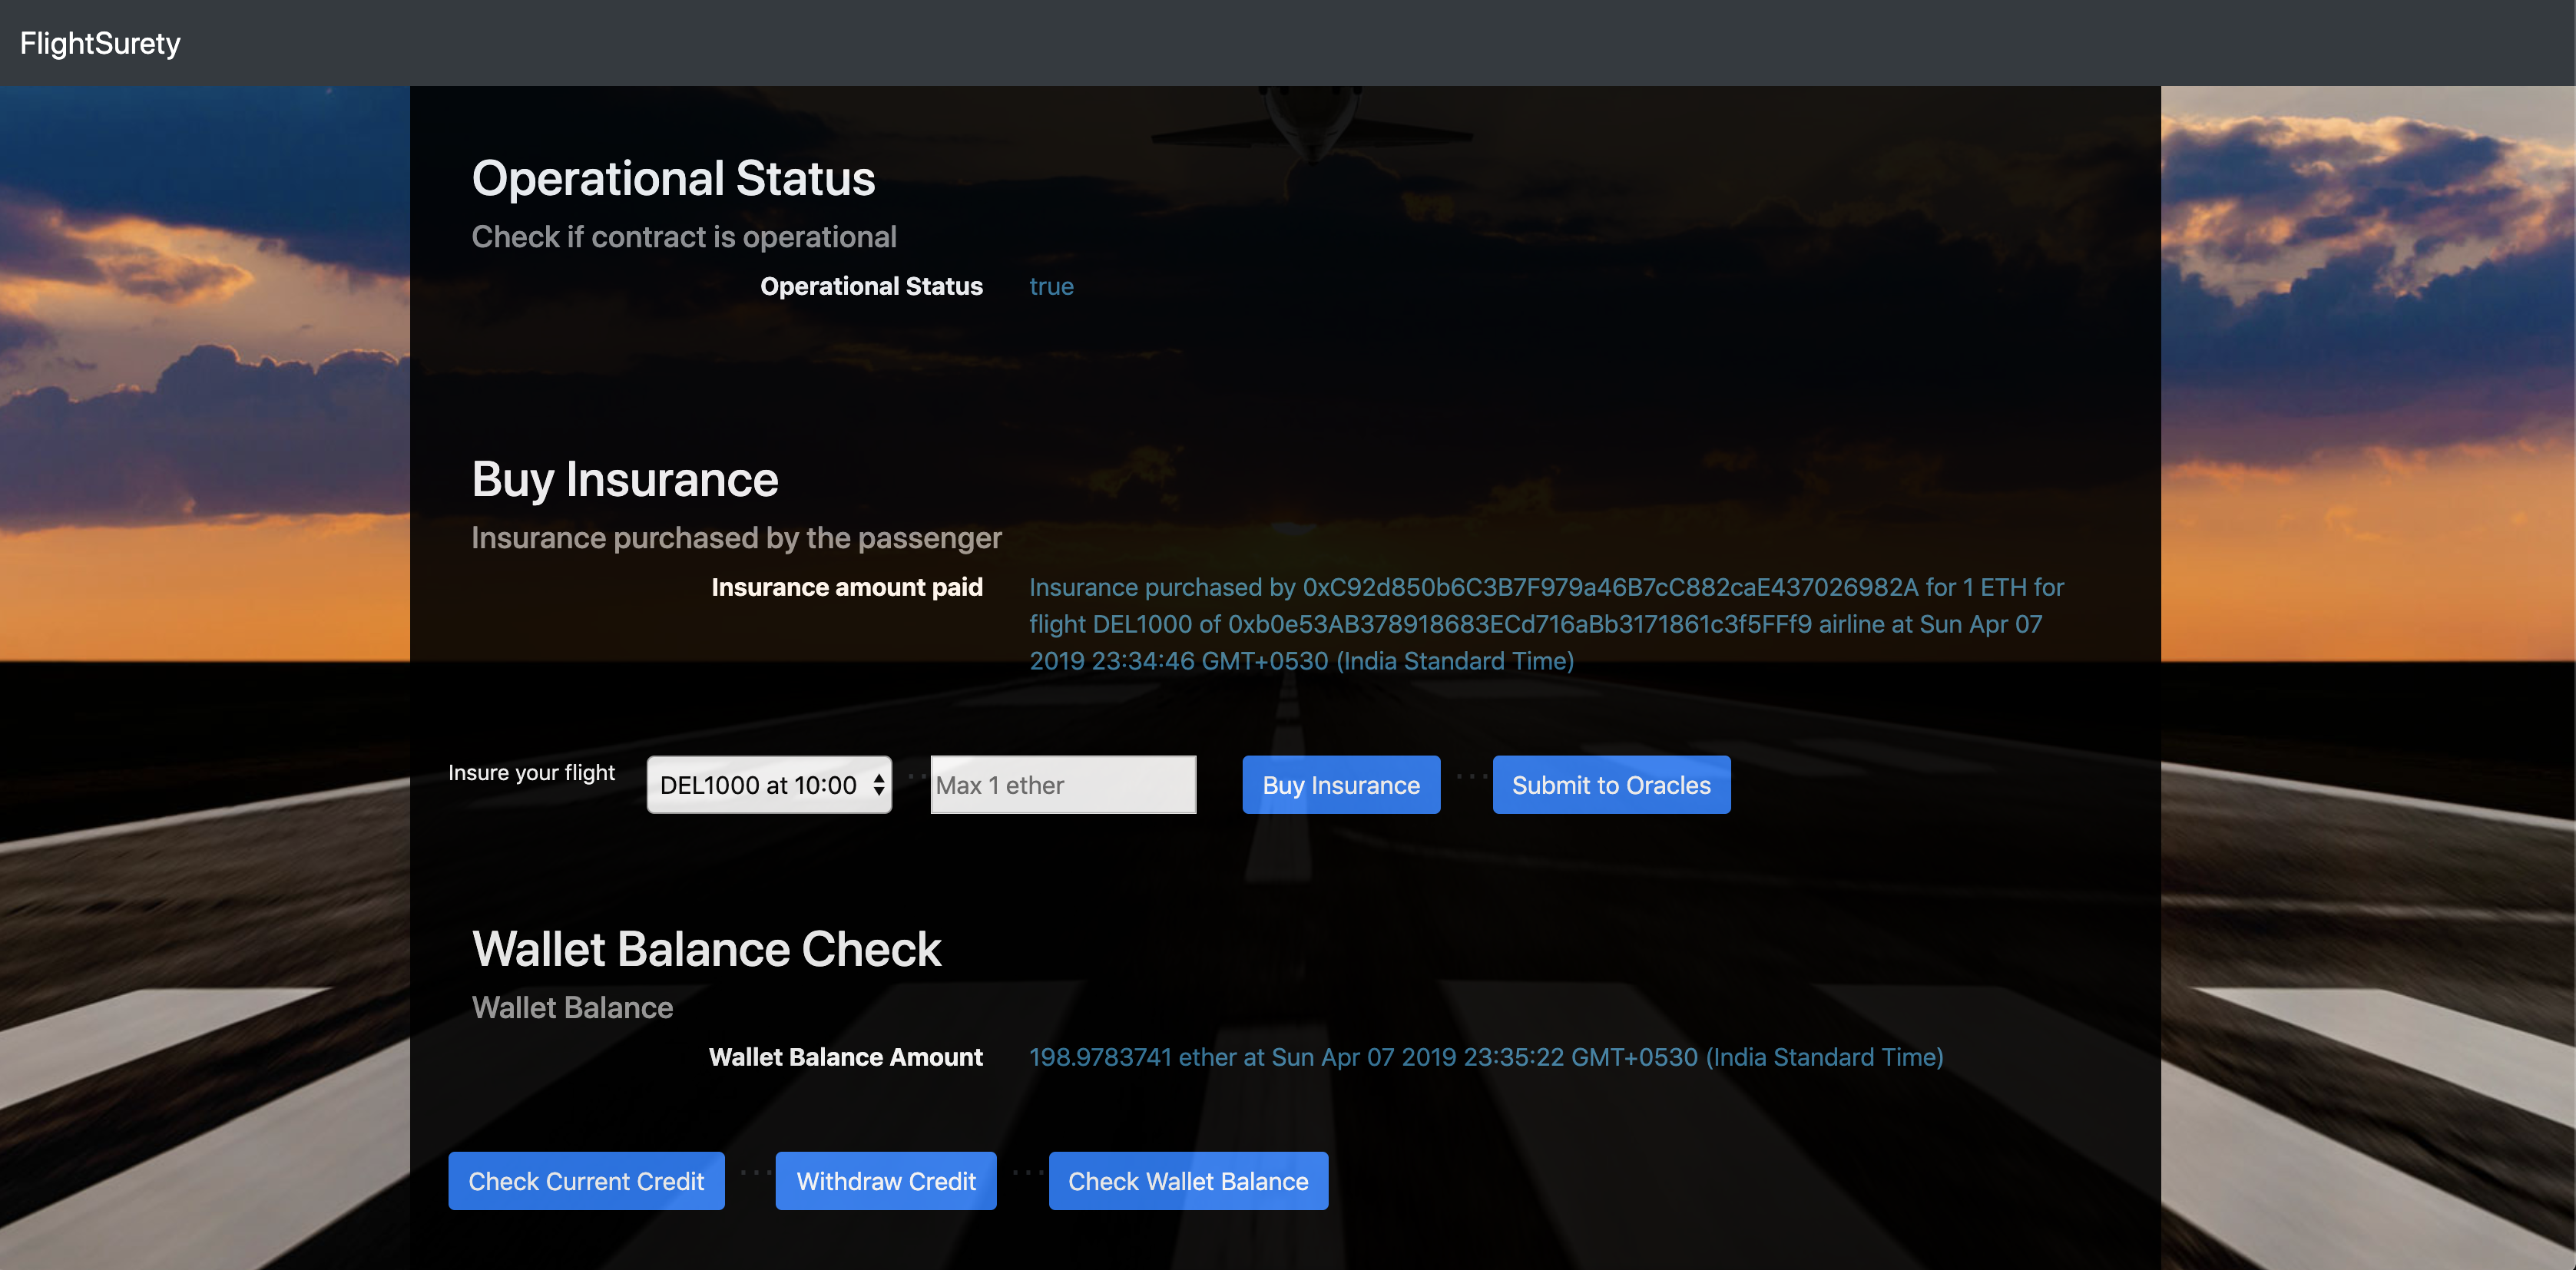 FlightSurety
Operational Status
Check if contract is operational
Operational Status true
Buy Insurance
Insurance purchased by the passenger
Insurance amount paid Insurance purchased by 0xC92d850b6C3B7F979a46B7cC882caE437026982A for 1 ETH for
flight DEL1000 of 0xb0e53AB378918683ECd716aBb3171861c3f5FFf9 airline at Sun Apr 07
2019 23:34:46 GMT+0530 (India Standard Time)
Insure your flight DEL1000 at 10:00 ... Max 1 ether Buy Insurance ... Submit to Oracles
Wallet Balance Check
Wallet Balance
Wallet Balance Amount 198.9783741 ether at Sun Apr 07 2019 23:35:22 GMT+0530 (India Standard Time)
Check Current Credit ... Withdraw Credit ... Check Wallet Balance